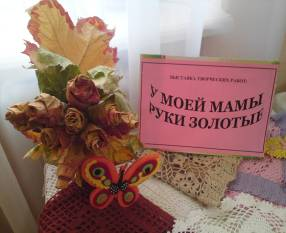 ВЫСТАВКА ТВОРЧЕСКИХ РАБОТ:
У МОЕЙ МАМЫ
РУКИ ЗОЛОТЫЕ